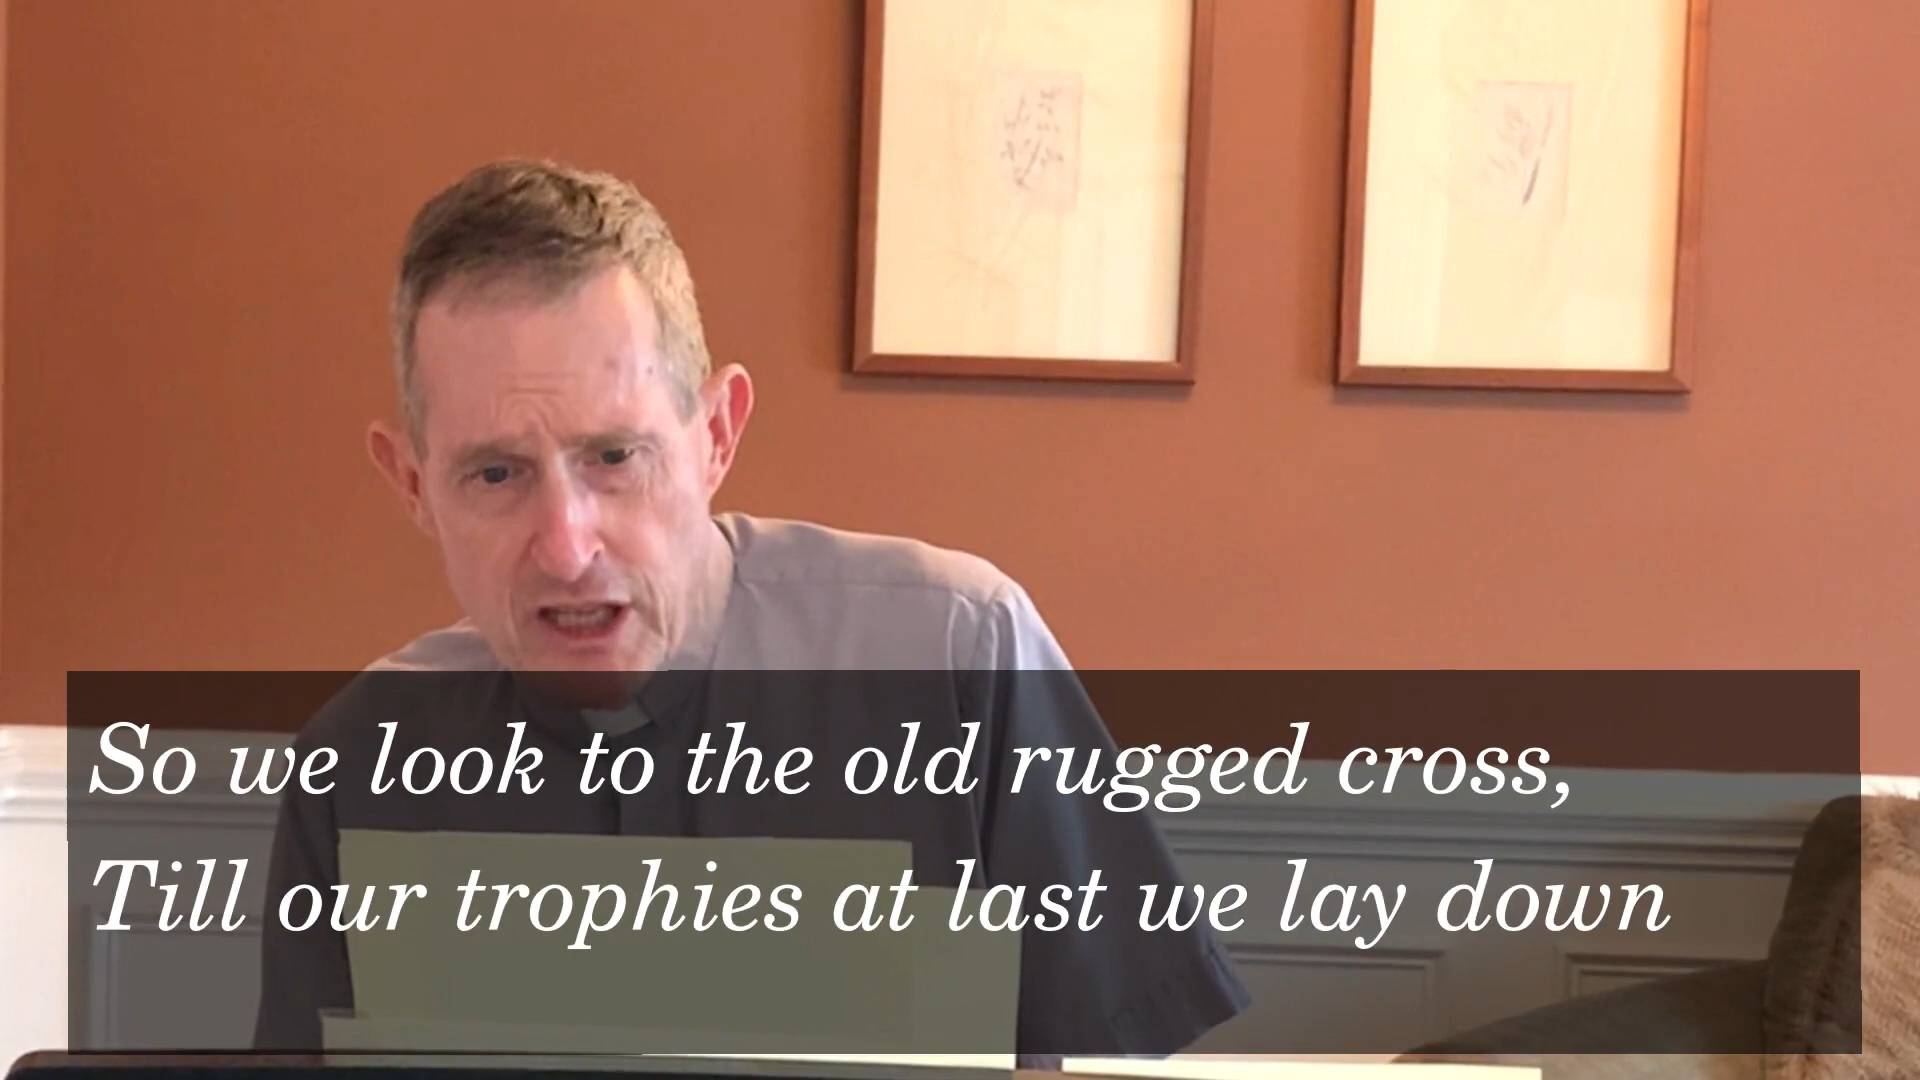 So we look to the old rugged cross,
Till our trophies at last we lay down